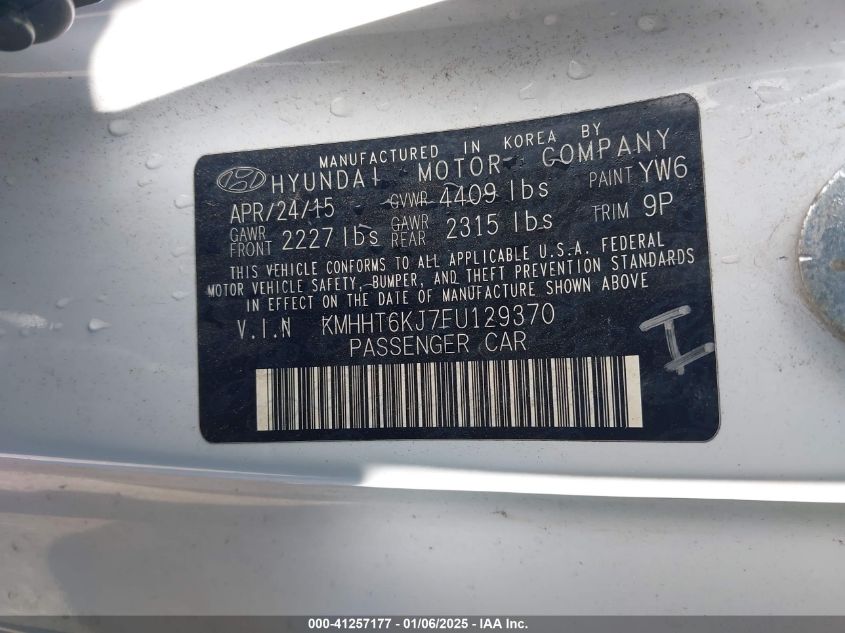 MANUFACTURED IN KOREA BY
HYUNDAI MOTOR COMPANY
APR/24/15 GVWR 4409 lbs PAINT YW6
GAWR FRONT 2227 lbs GAWR REAR 2315 lbs TRIM 9P
THIS VEHICLE CONFORMS TO ALL APPLICABLE U.S.A. FEDERAL
MOTOR VEHICLE SAFETY, BUMPER, AND THEFT PREVENTION STANDARDS
IN EFFECT ON THE DATE OF MANUFACTURE SHOWN ABOVE.
V.I.N KMHHT6KJ7FU129370
PASSENGER CAR
I
000-41257177 - 01/06/2025 - IAA Inc.